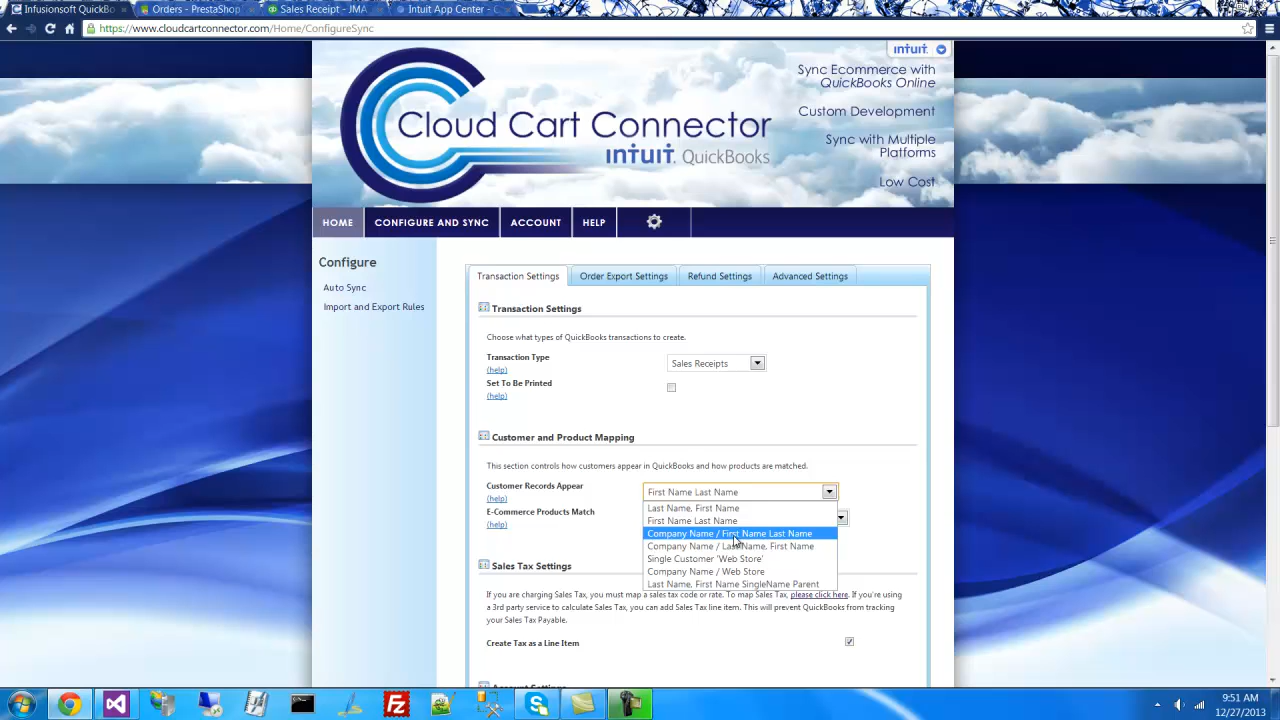 Infusionsoft QuickBo
Orders - PrestaShop
Sales Receipt - JMA
Intuit App Center - C
https://www.cloudcartconnector.com/Home/ConfigureSync
intuit.
Cloud Cart Connector
intuit. QuickBooks
Sync Ecommerce with
QuickBooks Online
Custom Development
Sync with Multiple
Platforms
Low Cost
HOME
CONFIGURE AND SYNC
ACCOUNT
HELP
Configure
Auto Sync
Import and Export Rules
Transaction Settings
Order Export Settings
Refund Settings
Advanced Settings
Transaction Settings
Choose what types of QuickBooks transactions to create.
Transaction Type
(help)
Sales Receipts
Set To Be Printed
(help)
Customer and Product Mapping
This section controls how customers appear in QuickBooks and how products are matched.
Customer Records Appear
(help)
First Name Last Name
E-Commerce Products Match
(help)
Last Name, First Name
First Name Last Name
Company Name / First Name Last Name
Company Name / Last Name, First Name
Single Customer 'Web Store'
Company Name / Web Store
Last Name, First Name SingleName Parent
Sales Tax Settings
If you are charging Sales Tax, you must map a sales tax code or rate. To map Sales Tax, please click here. If you're using
a 3rd party service to calculate Sales Tax, you can add Sales Tax line item. This will prevent QuickBooks from tracking
your Sales Tax Payable.
Create Tax as a Line Item
Account Settings
9:51 AM
12/27/2013